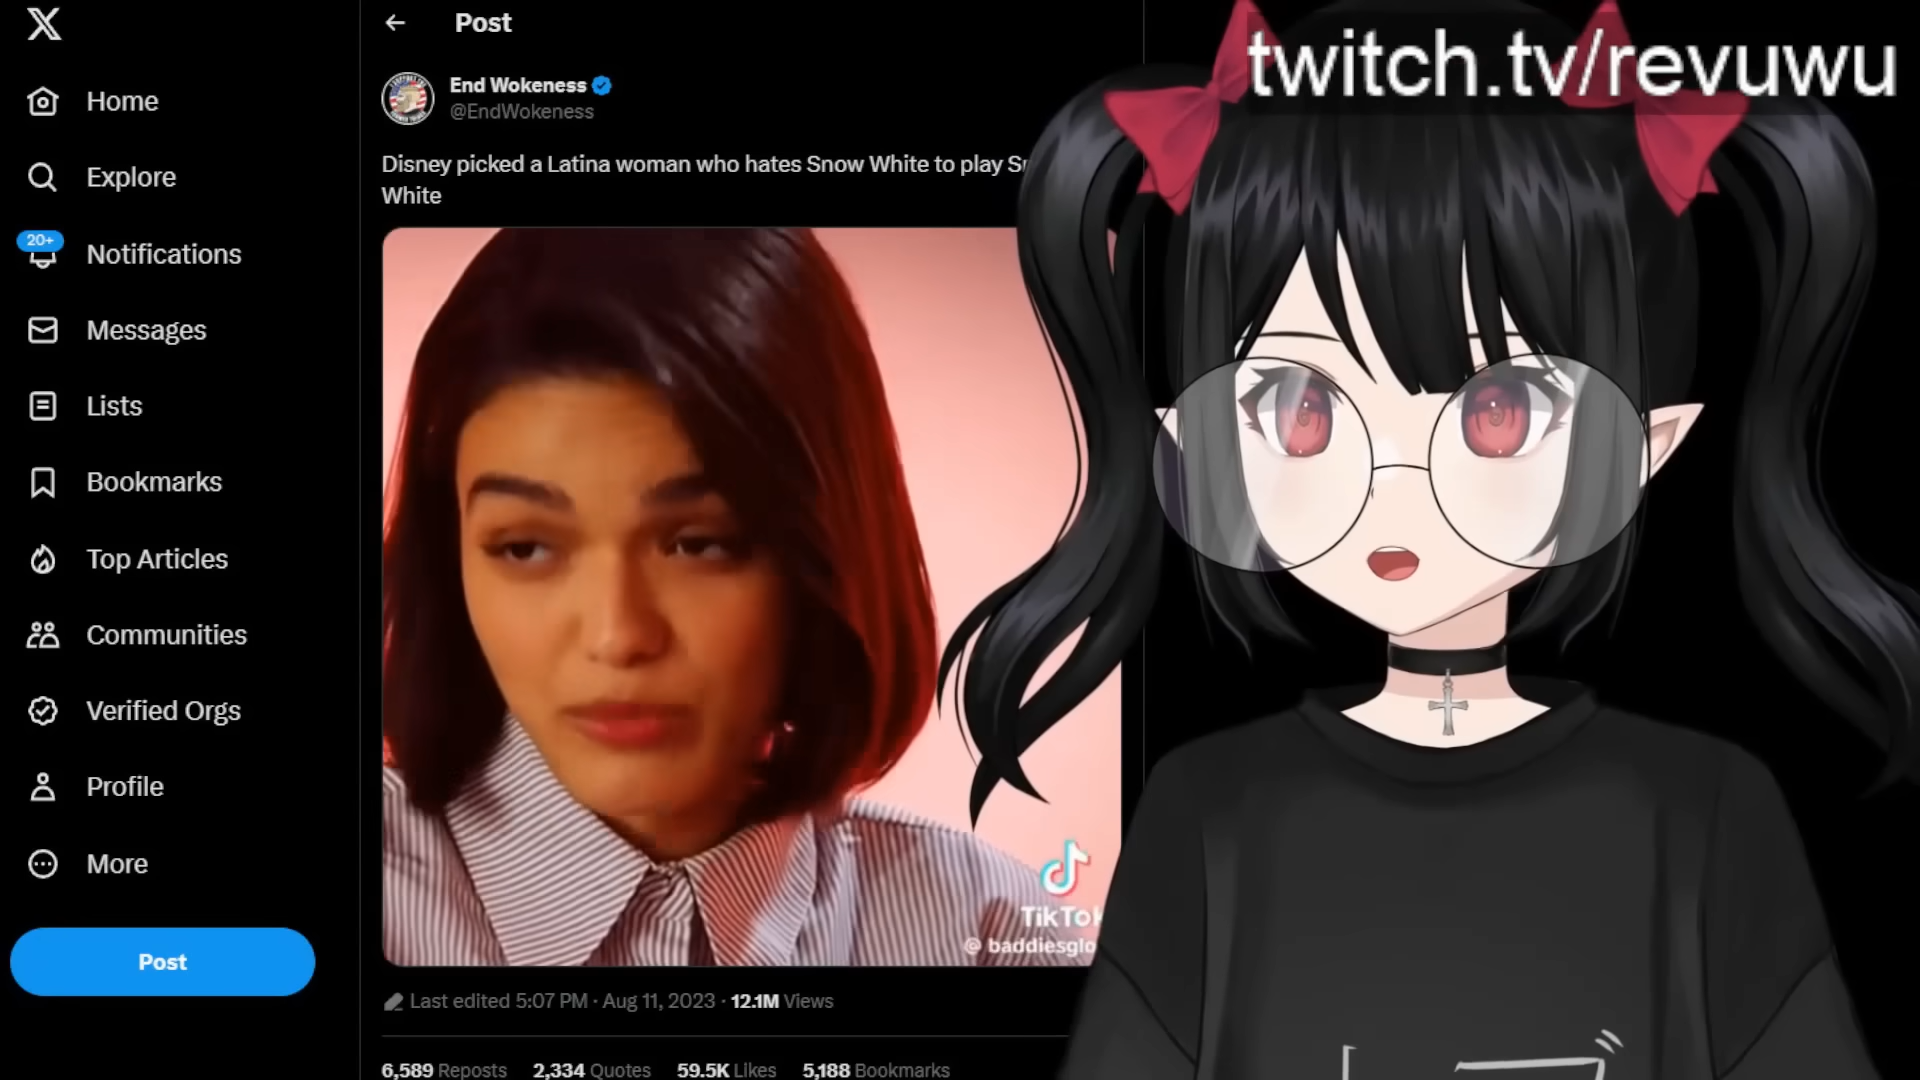 Post
twitch.tv/revuwu
Home
Explore
20+
Notifications
Messages
Lists
Bookmarks
Top Articles
Communities
Verified Orgs
Profile
More
Post
End Wokeness
@EndWokeness
Disney picked a Latina woman who hates Snow White to play
White
TikTok
@ baddiesglo
Last edited 5:07 PM · Aug 11, 2023 · 12.1M Views
6,589 Reposts 2,334 Quotes 59.5K Likes 5,188 Bookmarks